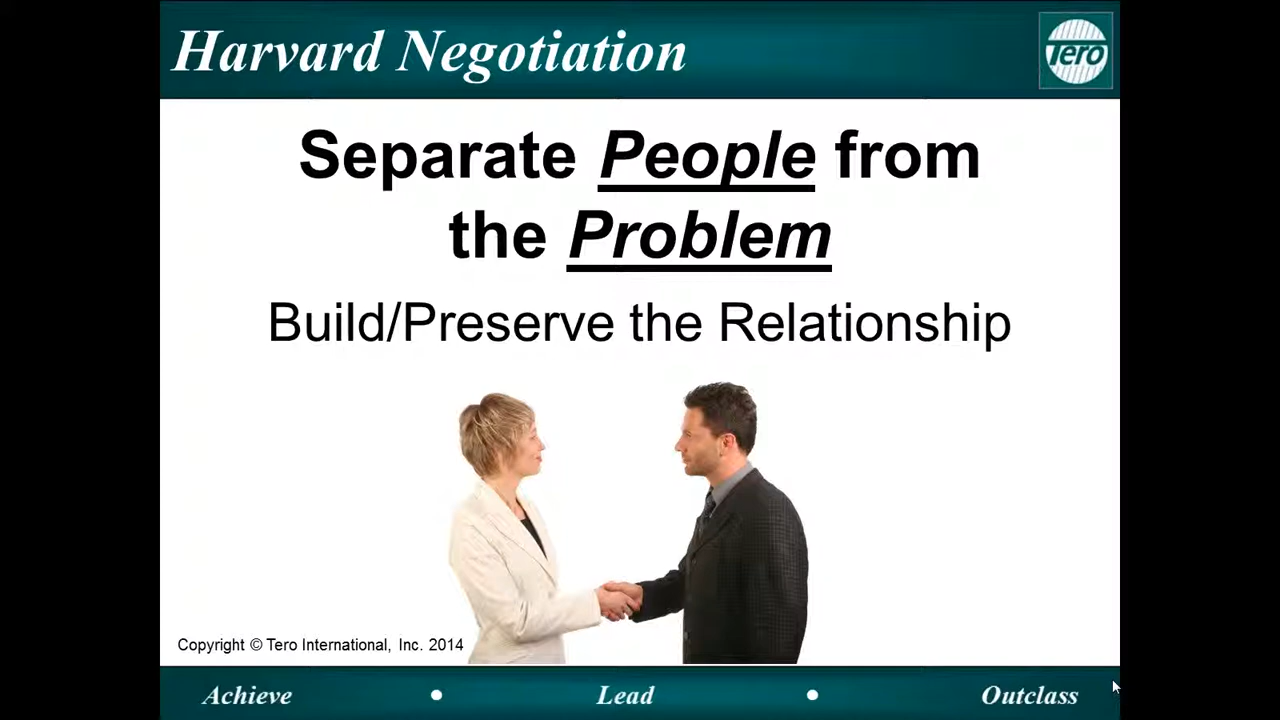 Harvard Negotiation
Tero
Separate People from
the Problem
Build/Preserve the Relationship
Copyright © Tero International, Inc. 2014
Achieve • Lead • Outclass